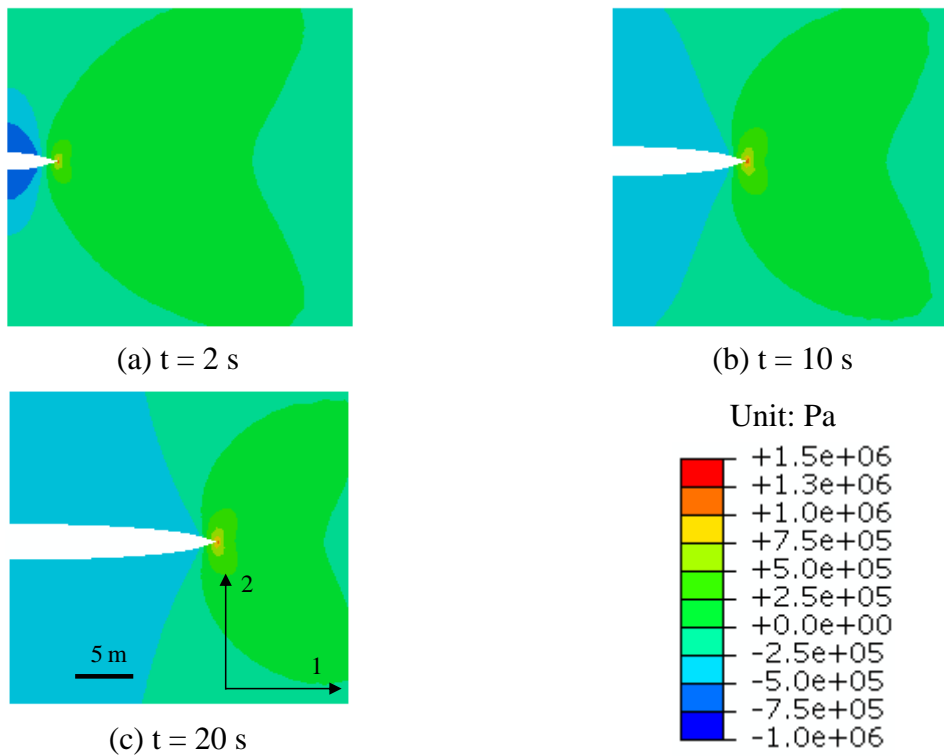 (a) t = 2 s
(b) t = 10 s
Unit: Pa
+1.5e+06
+1.3e+06
+1.0e+06
+7.5e+05
+5.0e+05
+2.5e+05
+0.0e+00
-2.5e+05
-5.0e+05
-7.5e+05
-1.0e+06
2
5 m
1
(c) t = 20 s